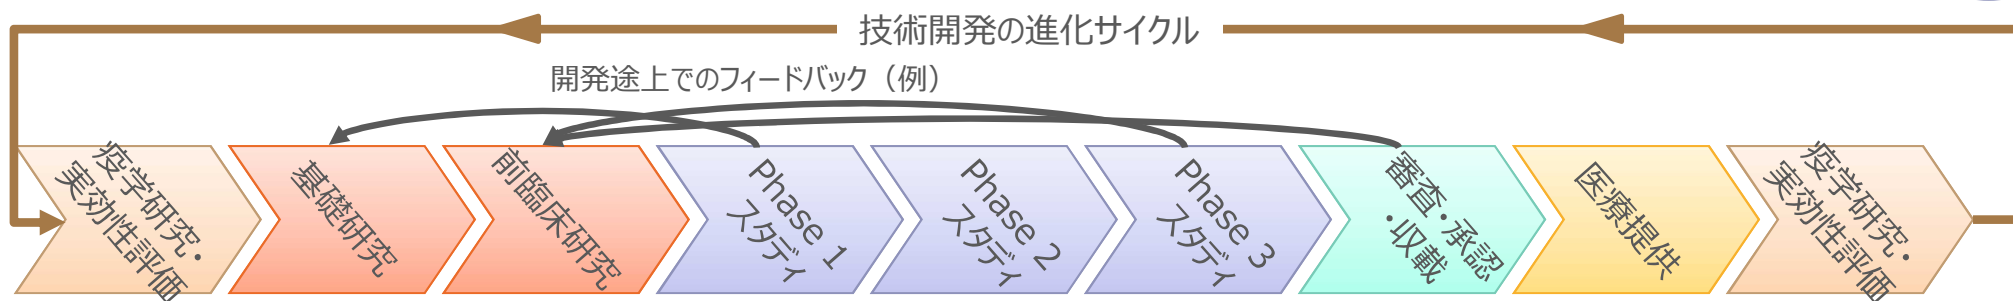 技術開発の進化サイクル
開発途上でのフィードバック（例）
疫学研究・
実効性評価
基礎研究
前臨床研究
Phase 1
スタディ
Phase 2
スタディ
Phase 3
スタディ
審査・承認
・収載
医療提供
疫学研究・
実効性評価